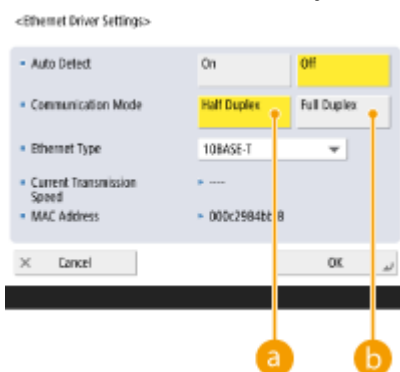 <Ethernet Driver Settings>
Auto Detect On Off
Communication Mode Half Duplex Full Duplex
Ethernet Type 10BASE-T
Current Transmission
Speed ----
MAC Address
× Cancel OK
a b